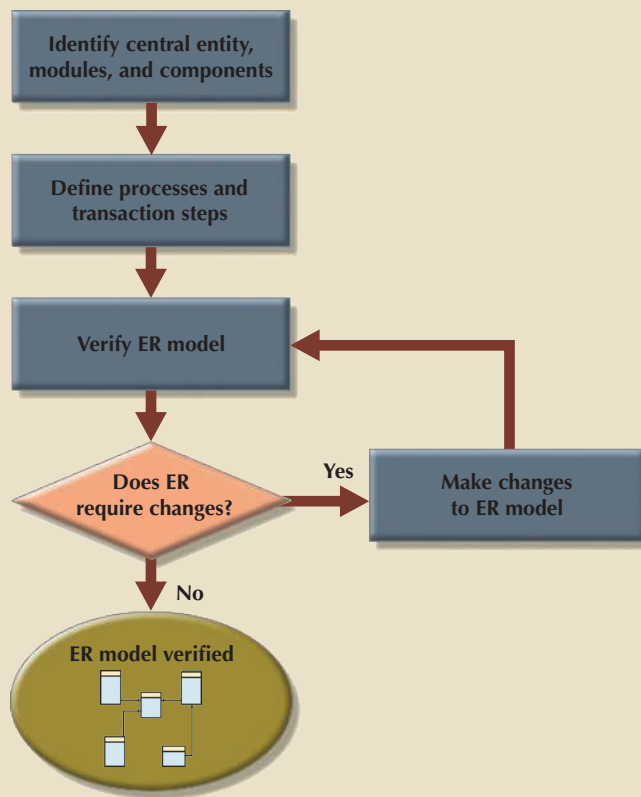 Identify central entity,
modules, and components
Define processes and
transaction steps
Verify ER model
Does ER
require changes?
Yes
Make changes
to ER model
No
ER model verified